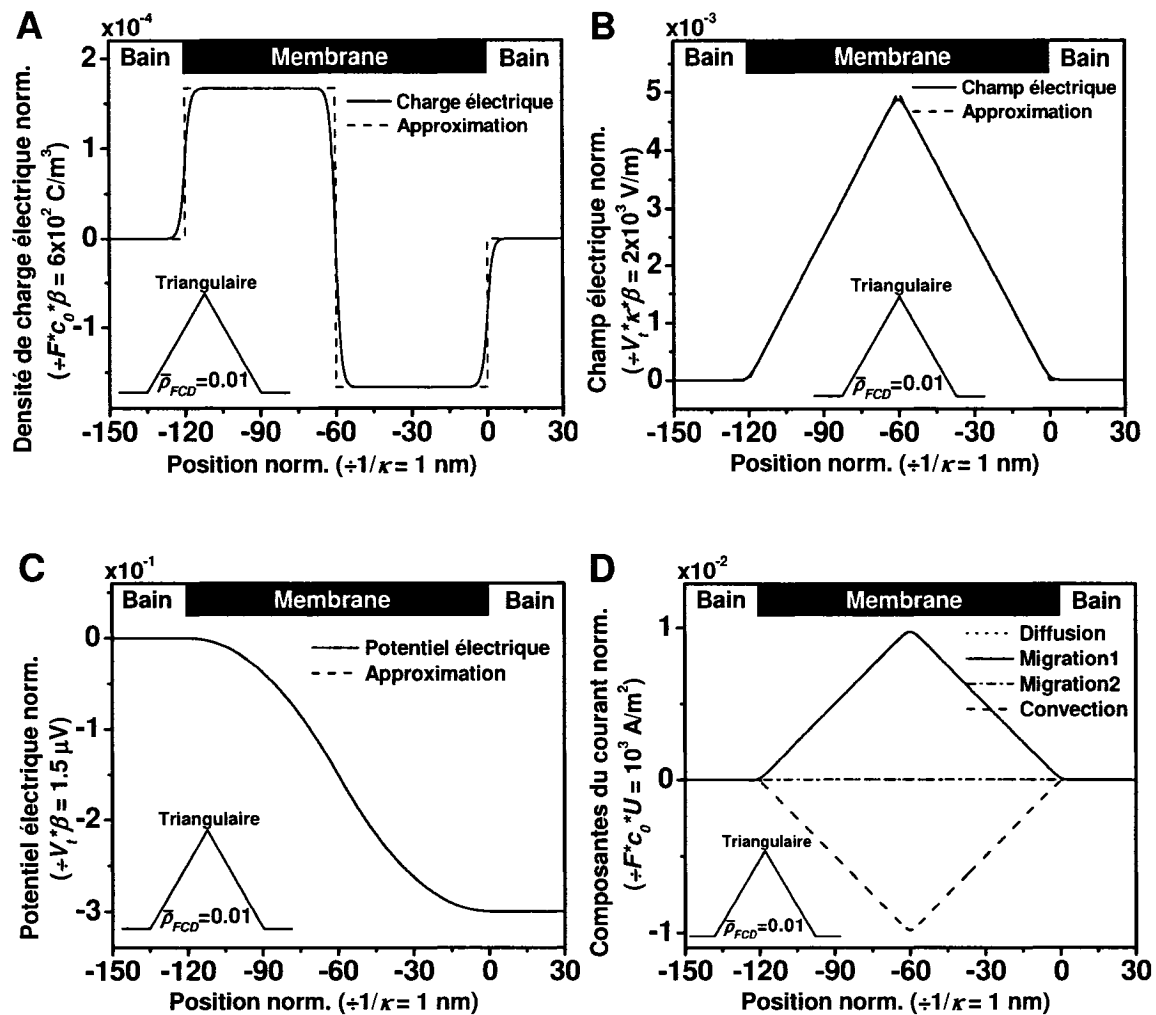 A
x10⁻⁴
Bain Membrane Bain
Charge électrique
Approximation
Densité de charge électrique norm.
(÷F*c₀*β = 6x10² C/m³)
2
1
0
-1
Triangulaire
ρ̅_FCD=0.01
-150 -120 -90 -60 -30 0 30
Position norm. (÷1/κ= 1 nm)
B
x10⁻³
Bain Membrane Bain
Champ électrique
Approximation
Champ électrique norm.
(÷Vₜ*κ*β = 2x10³ V/m)
5
4
3
2
1
0
Triangulaire
ρ̅_FCD=0.01
-150 -120 -90 -60 -30 0 30
Position norm. (÷1/κ= 1 nm)
C
x10⁻¹
Bain Membrane Bain
Potentiel électrique
Approximation
Potentiel électrique norm.
(÷Vₜ*β = 1.5 μV)
0
-1
-2
-3
Triangulaire
ρ̅_FCD=0.01
-150 -120 -90 -60 -30 0 30
Position norm. (÷1/κ= 1 nm)
D
x10⁻²
Bain Membrane Bain
Diffusion
Migration1
Migration2
Convection
Composantes du courant norm.
(÷F*c₀*U = 10³ A/m²)
1
0
-1
Triangulaire
ρ̅_FCD=0.01
-150 -120 -90 -60 -30 0 30
Position norm. (÷1/κ= 1 nm)